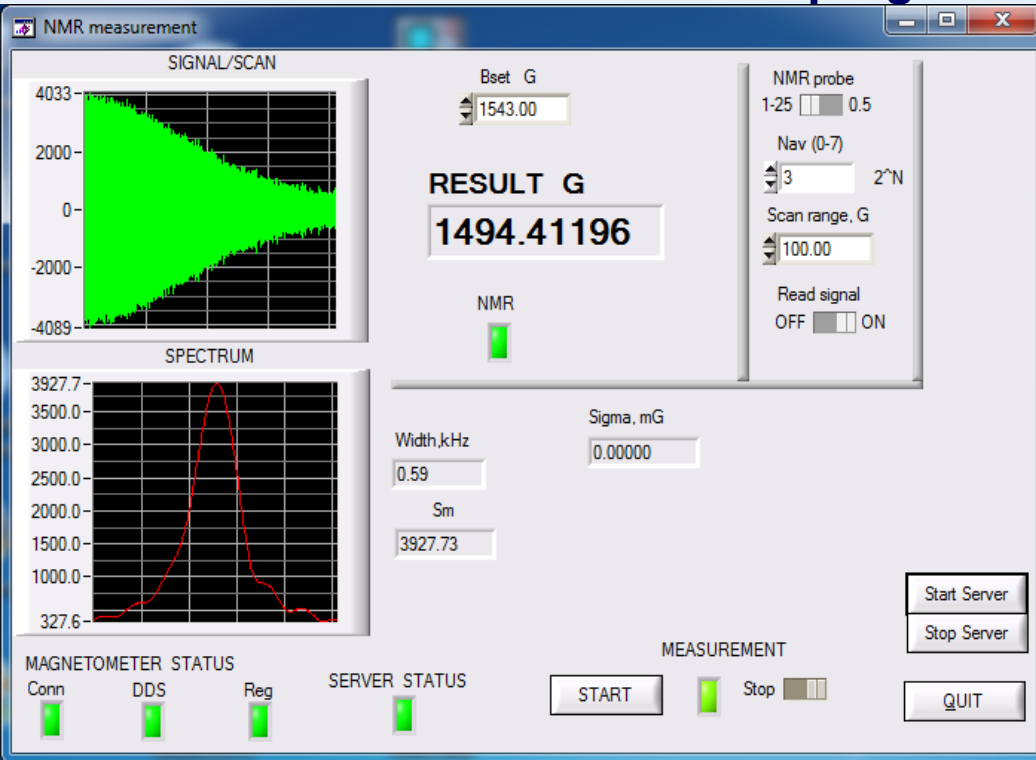 NMR measurement
SIGNAL/SCAN
4033
2000
0
-2000
-4089
SPECTRUM
3927.7
3500.0
3000.0
2500.0
2000.0
1500.0
1000.0
327.6
Bset G
1543.00
RESULT G
1494.41196
NMR
NMR probe
1-25 0.5
Nav (0-7)
3 2^N
Scan range, G
100.00
Read signal
OFF ON
Width,kHz
0.59
Sm
3927.73
Sigma, mG
0.00000
Start Server
Stop Server
MAGNETOMETER STATUS
Conn DDS Reg
SERVER STATUS
MEASUREMENT
START
Stop
QUIT